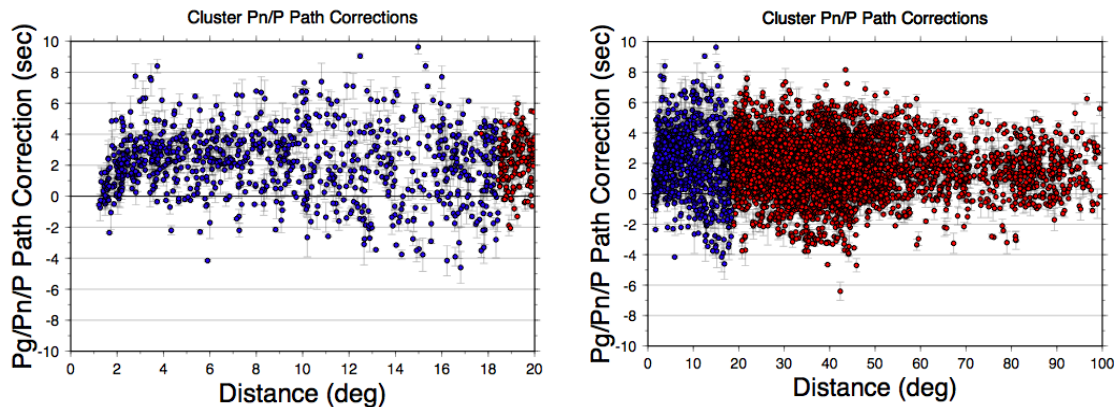 Cluster Pn/P Path Corrections
Pg/Pn/P Path Correction (sec)
10
8
6
4
2
0
-2
-4
-6
-8
-10
0 2 4 6 8 10 12 14 16 18 20
Distance (deg)
Cluster Pn/P Path Corrections
Pg/Pn/P Path Correction (sec)
10
8
6
4
2
0
-2
-4
-6
-8
-10
0 10 20 30 40 50 60 70 80 90 100
Distance (deg)